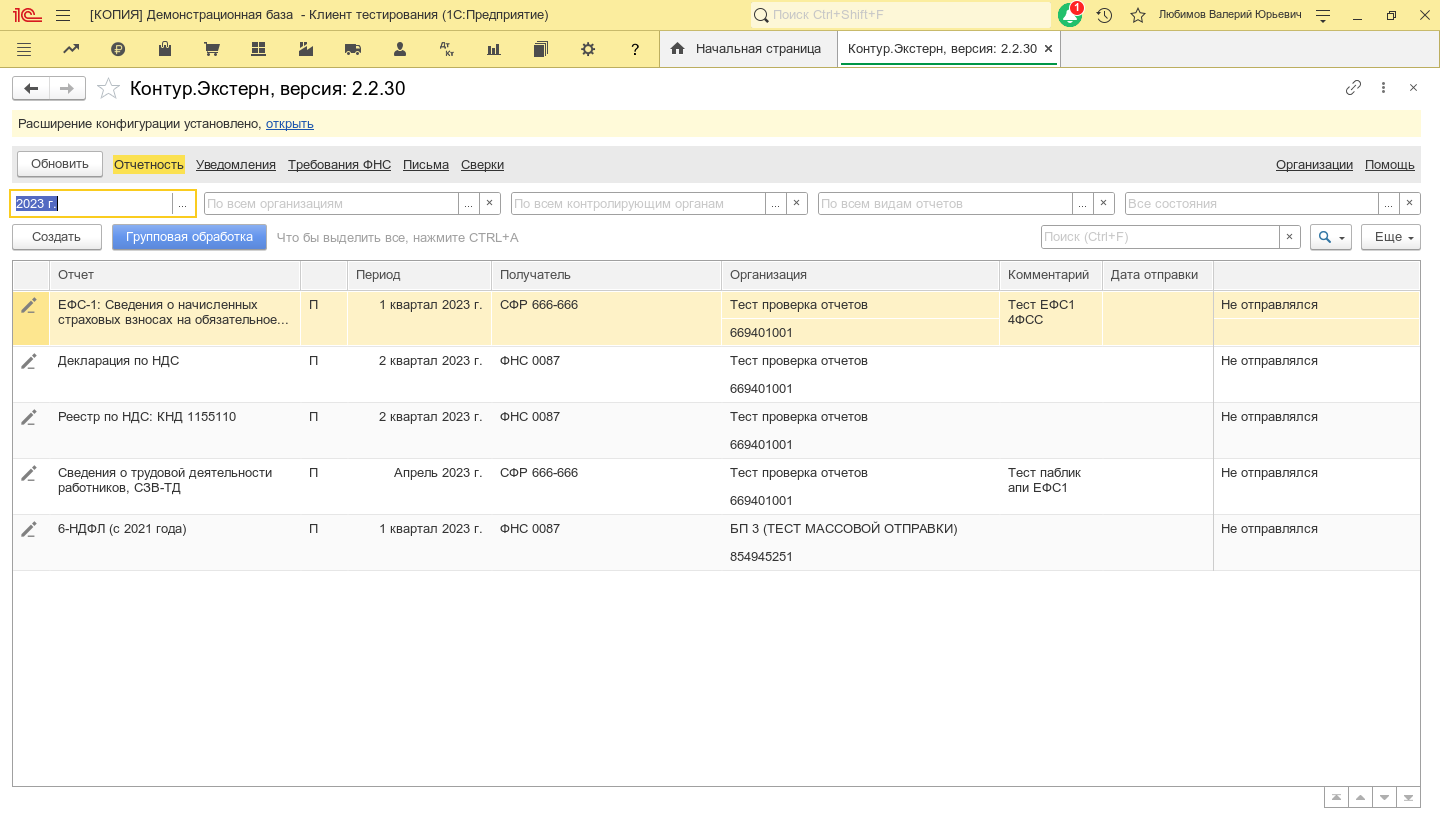 [КОПИЯ] Демонстрационная база - Клиент тестирования (1С:Предприятие)
Поиск Ctrl+Shift+F
1
Любимов Валерий Юрьевич
Дт
Кт
?
Начальная страница
Контур.Экстерн, версия: 2.2.30
Контур.Экстерн, версия: 2.2.30
Расширение конфигурации установлено, открыть
Обновить
Отчетность
Уведомления
Требования ФНС
Письма
Сверки
Организации
Помощь
2023 г.
...
По всем организациям
...
По всем контролирующим органам
...
По всем видам отчетов
...
Все состояния
...
Создать
Групповая обработка
Что бы выделить все, нажмите CTRL+A
Поиск (Ctrl+F)
Еще
Отчет
Период
Получатель
Организация
Комментарий
Дата отправки
ЕФС-1: Сведения о начисленных
страховых взносах на обязательное...
П
1 квартал 2023 г.
СФР 666-666
Тест проверка отчетов
669401001
Тест ЕФС1
4ФСС
Не отправлялся
Декларация по НДС
П
2 квартал 2023 г.
ФНС 0087
Тест проверка отчетов
669401001
Не отправлялся
Реестр по НДС: КНД 1155110
П
2 квартал 2023 г.
ФНС 0087
Тест проверка отчетов
669401001
Не отправлялся
Сведения о трудовой деятельности
работников, СЗВ-ТД
П
Апрель 2023 г.
СФР 666-666
Тест проверка отчетов
669401001
Тест паблик
апи ЕФС1
Не отправлялся
6-НДФЛ (с 2021 года)
П
1 квартал 2023 г.
ФНС 0087
БП 3 (ТЕСТ МАССОВОЙ ОТПРАВКИ)
854945251
Не отправлялся